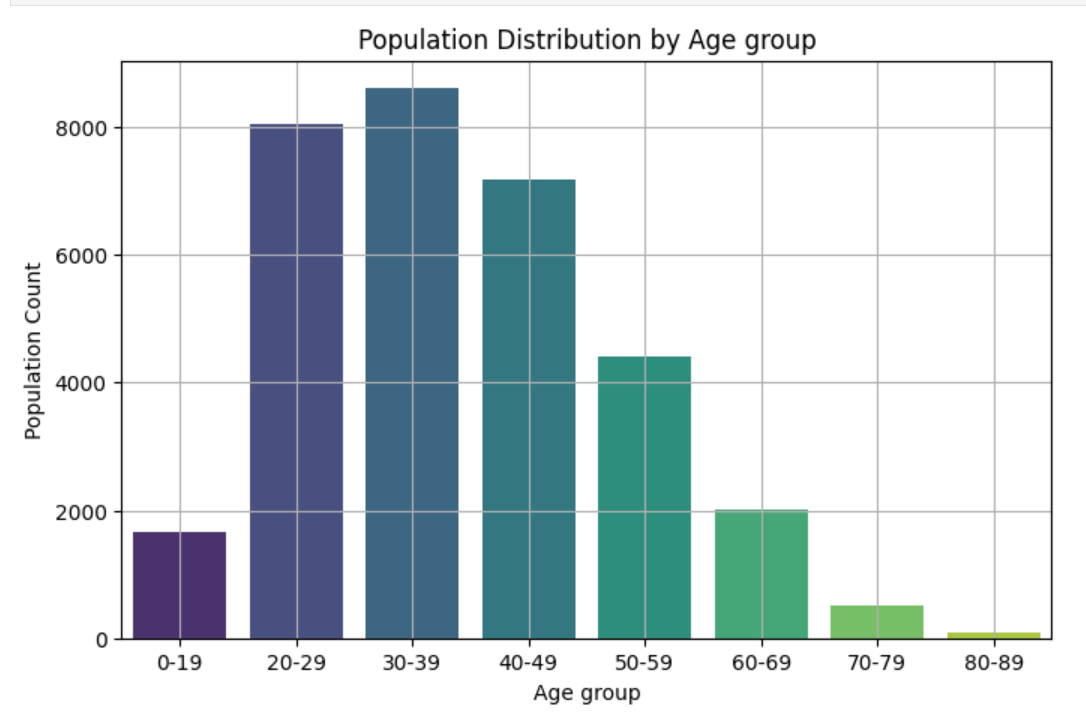 Population Distribution by Age group
Population Count
8000
6000
4000
2000
0
0-19 20-29 30-39 40-49 50-59 60-69 70-79 80-89
Age group